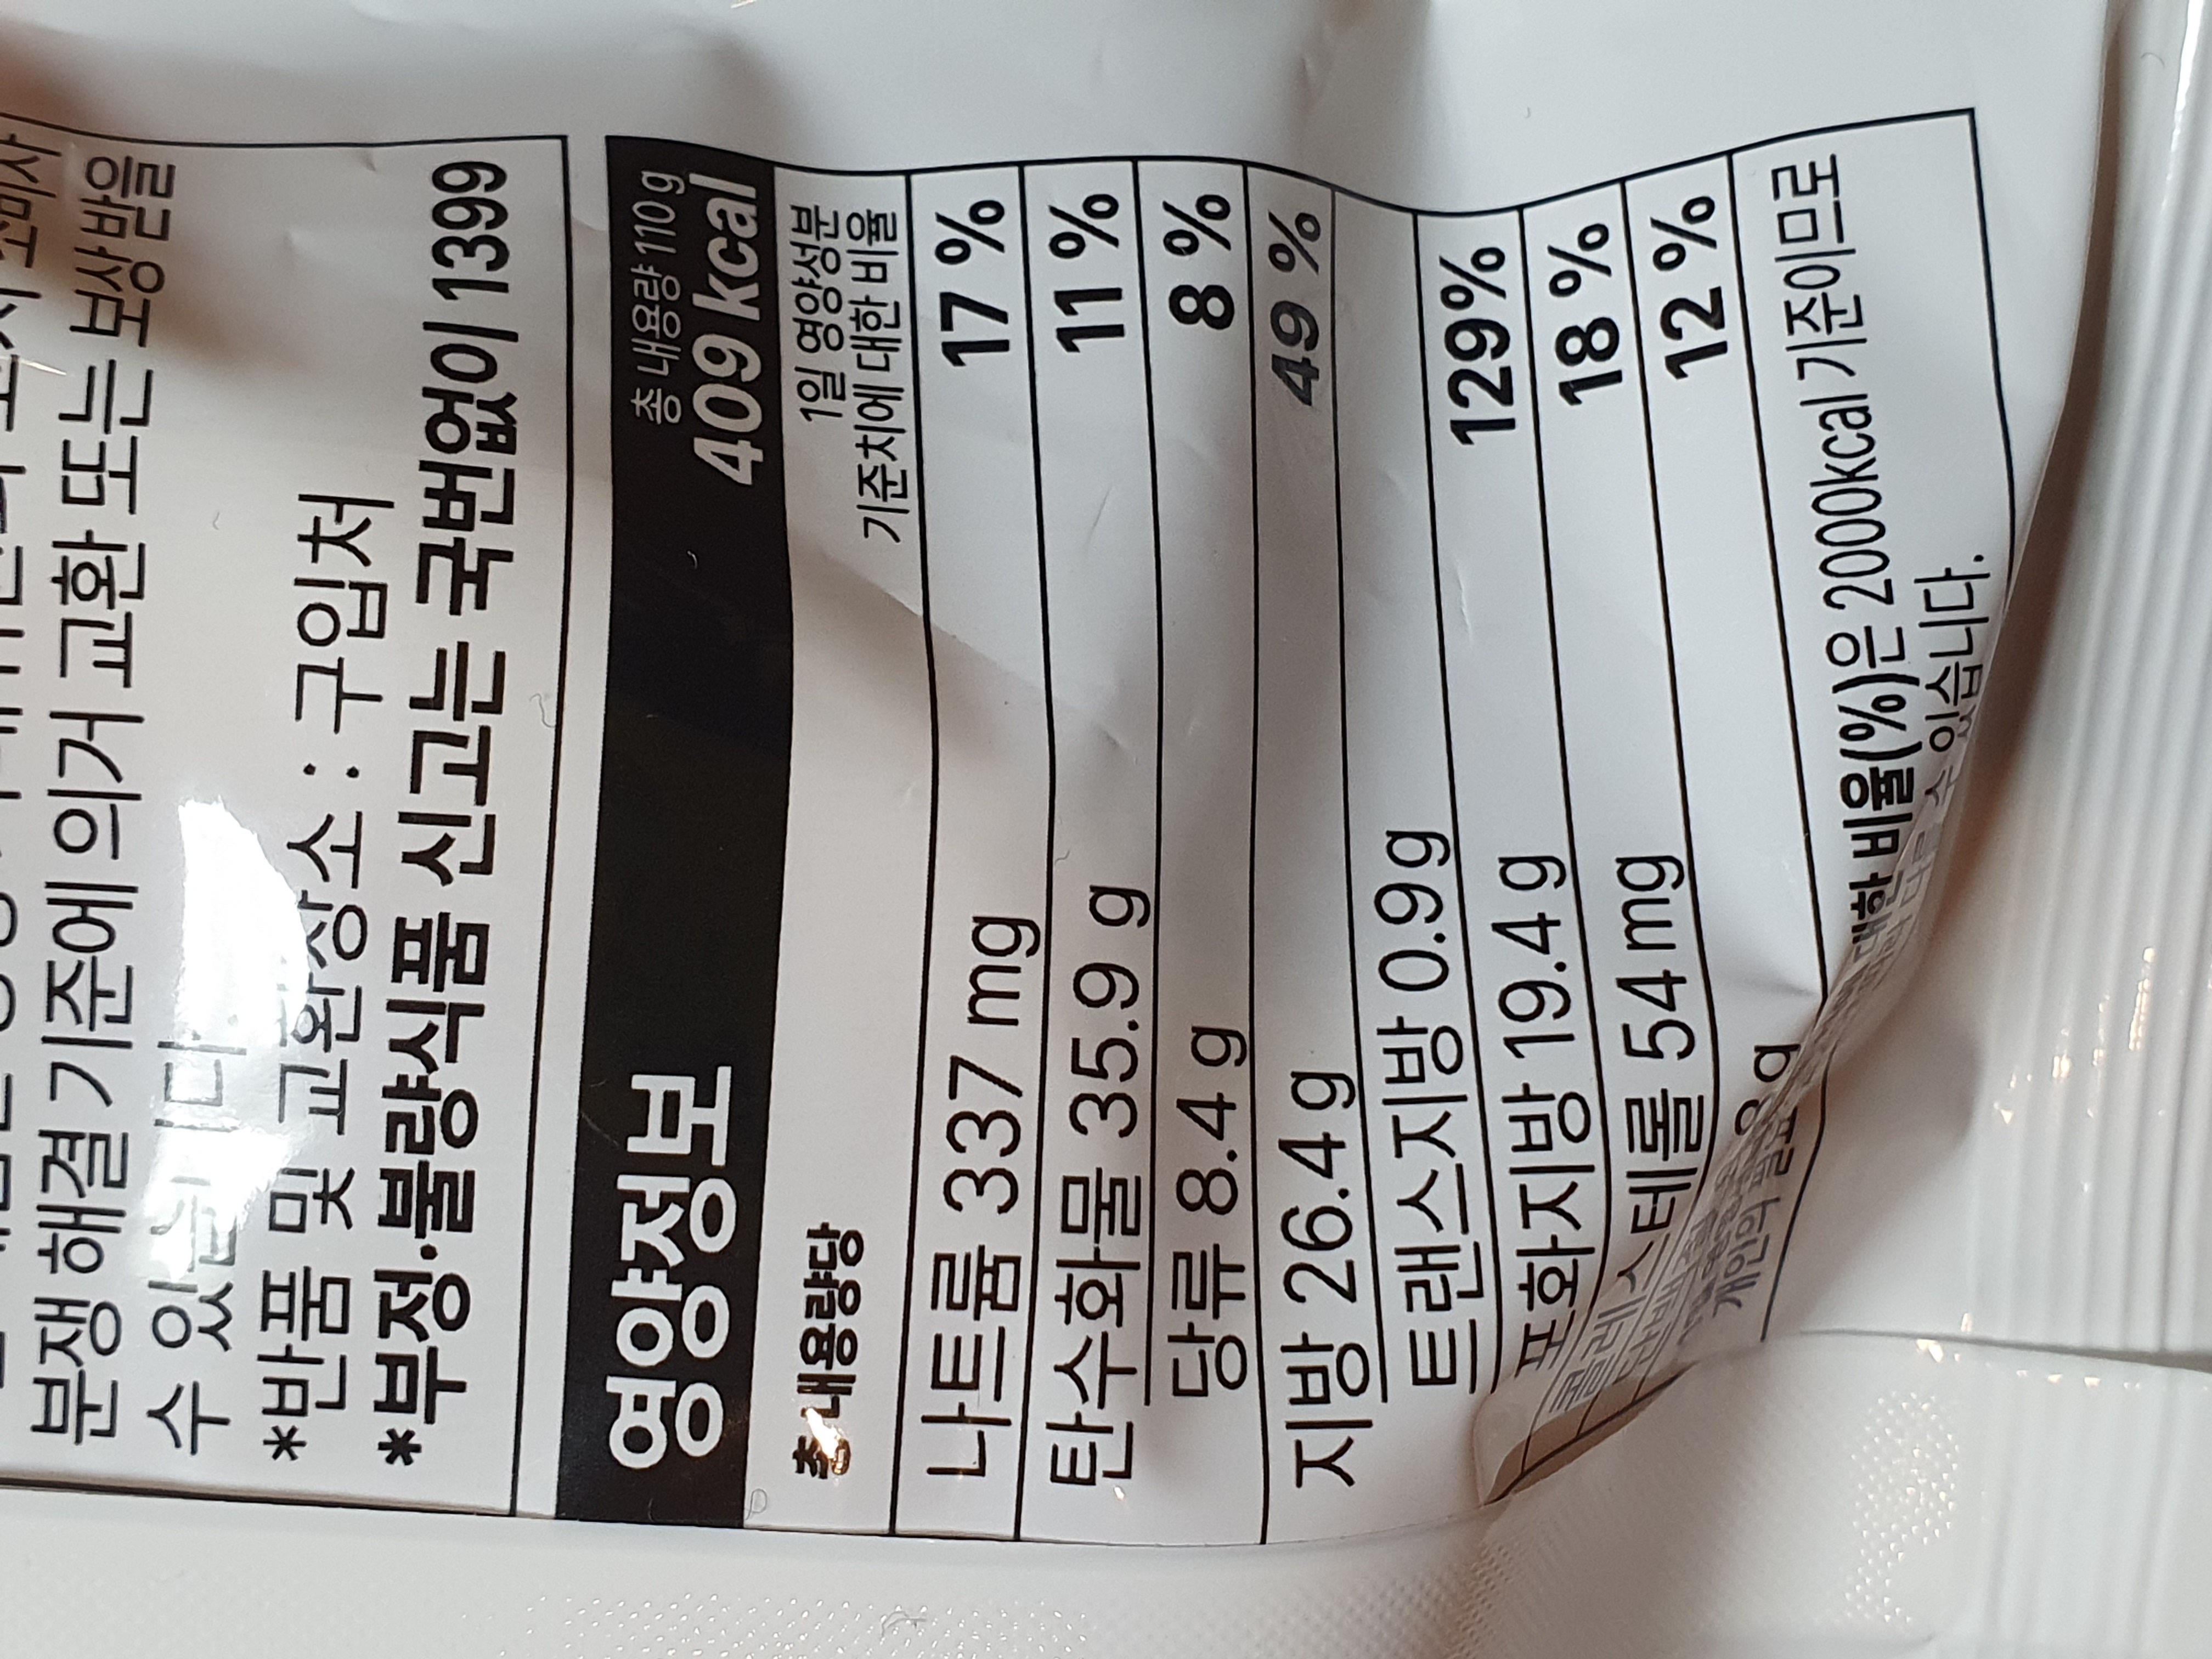 분쟁 해결 기준에 의거 교환 또는 보상 받을
수 있습니다.
*반품 및 교환장소 : 구입처
*부정·불량식품 신고는 국번없이 1399
영양정보
총 내용량 110 g
409 kcal
총 내용량당
1일 영양성분
기준치에 대한 비율
나트륨 337 mg 17 %
탄수화물 35.9 g 11 %
당류 8.4 g 8 %
지방 26.4 g 49 %
트랜스지방 0.9 g
포화지방 19.4 g 129%
콜레스테롤 54 mg 18 %
12 %
대한 비율(%)은 2000kcal 기준이므로
개인의 수 있습니다.